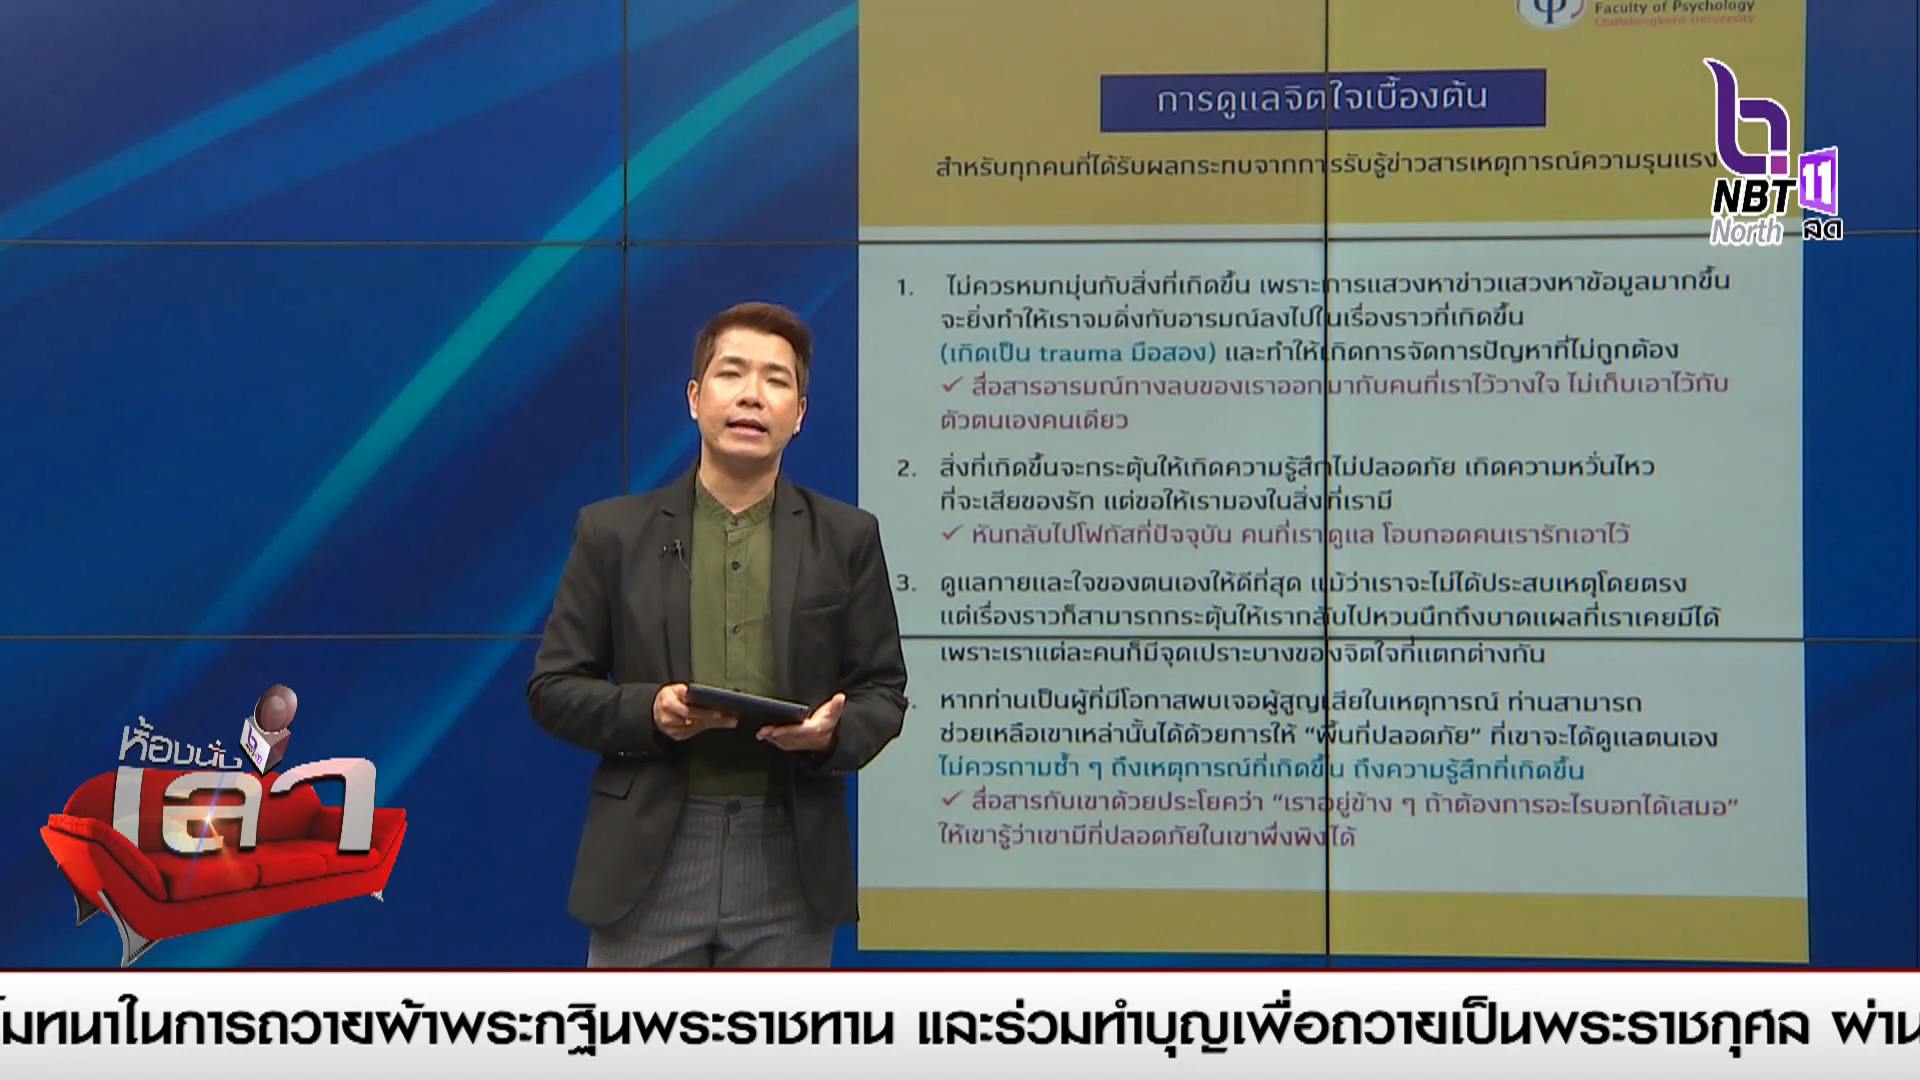 Faculty of Psychology
Chulalongkorn University
การดูแลจิตใจเบื้องต้น
สำหรับทุกคนที่ได้รับผลกระทบจากการรับรู้ข่าวสารเหตุการณ์ความรุนแรง
NBT 11
North สด
1. ไม่ควรหมกมุ่นกับสิ่งที่เกิดขึ้น เพราะการแสวงหาข่าวแสวงหาข้อมูลมากขึ้น
จะยิ่งทำให้เราจมดิ่งกับอารมณ์ลงไปในเรื่องราวที่เกิดขึ้น
(เกิดเป็น trauma มือสอง) และทำให้เกิดการจัดการปัญหาที่ไม่ถูกต้อง
✓ สื่อสารอารมณ์ทางลบของเราออกมากับคนที่เราไว้วางใจ ไม่เก็บเอาไว้กับ
ตัวตนเองคนเดียว
2. สิ่งที่เกิดขึ้นจะกระตุ้นให้เกิดความรู้สึกไม่ปลอดภัย เกิดความหวั่นไหว
ที่จะเสียของรัก แต่ขอให้เรามองในสิ่งที่เรามี
✓ หันกลับไปโฟกัสที่ปัจจุบัน คนที่เราดูแล โอบกอดคนเรารักเอาไว้
3. ดูแลกายและใจของตนเองให้ดีที่สุด แม้ว่าเราจะไม่ได้ประสบเหตุโดยตรง
แต่เรื่องราวก็สามารถกระตุ้นให้เรากลับไปหวนนึกถึงบาดแผลที่เราเคยมีได้
เพราะเราแต่ละคนก็มีจุดเปราะบางของจิตใจที่แตกต่างกัน
หากท่านเป็นผู้ที่มีโอกาสพบเจอผู้สูญเสียในเหตุการณ์ ท่านสามารถ
ช่วยเหลือเขาเหล่านั้นได้ด้วยการให้ “พื้นที่ปลอดภัย” ที่เขาจะได้ดูแลตนเอง
ไม่ควรถามซ้ำ ๆ ถึงเหตุการณ์ที่เกิดขึ้น ถึงความรู้สึกที่เกิดขึ้น
✓ สื่อสารกับเขาด้วยประโยคว่า “เราอยู่ข้าง ๆ ถ้าต้องการอะไรบอกได้เสมอ”
ให้เขารู้ว่าเขามีที่ปลอดภัยในเขาพึ่งพิงได้
ห้องนั่ง
เล่า
โมทนาในการถวายผ้าพระกฐินพระราชทาน และร่วมทำบุญเพื่อถวายเป็นพระราชกุศล ผ่าน